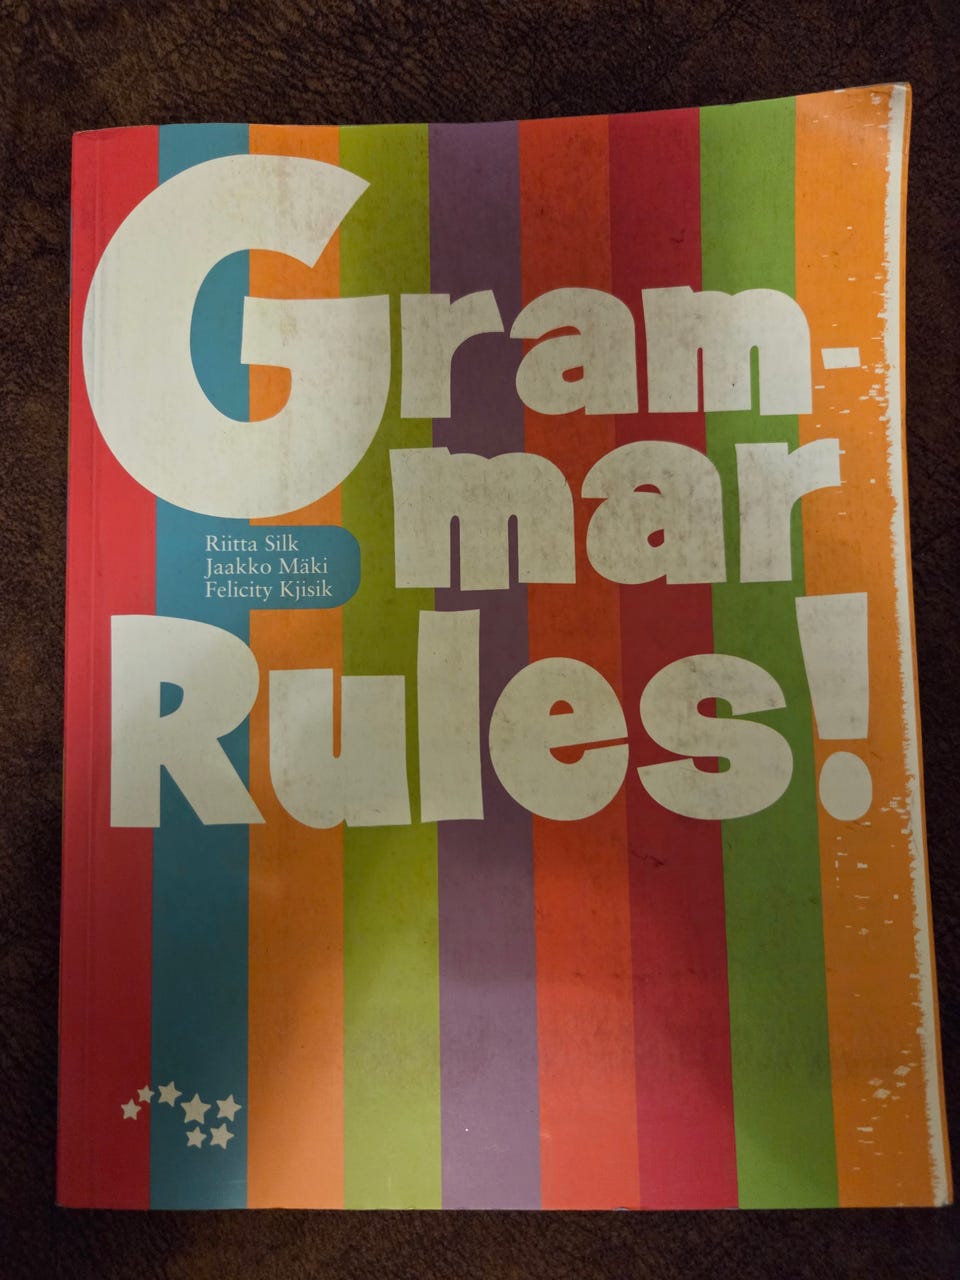 Gram-
mar
Riitta Silk
Jaakko Mäki
Felicity Kjisik
Rules!